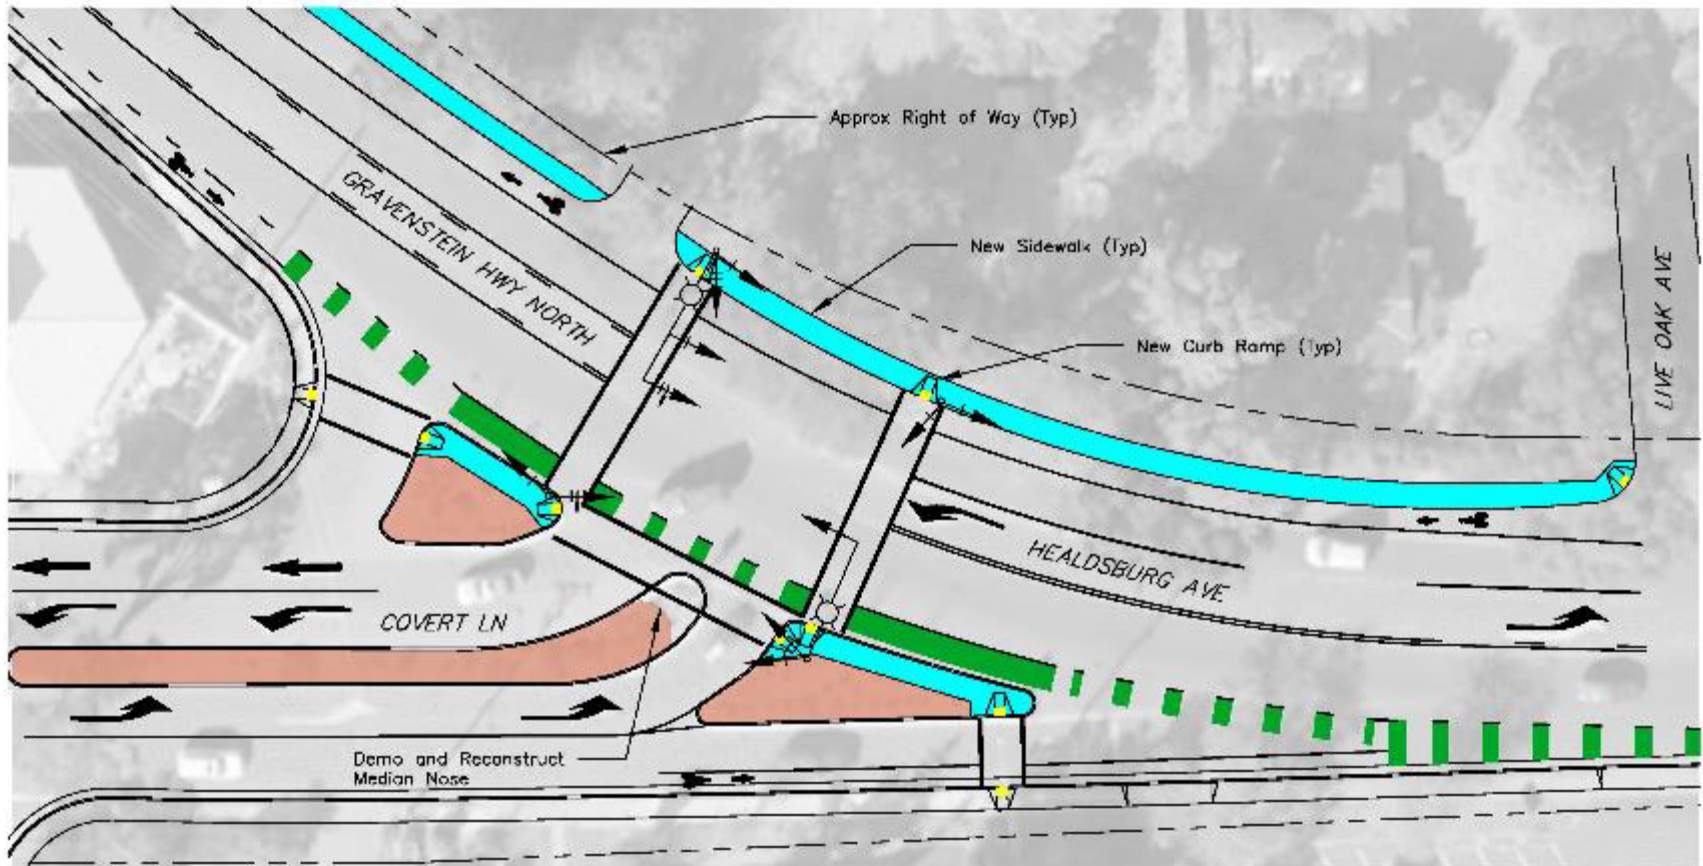 Approx Right of Way (Typ)
GRAVENSTEIN HWY NORTH
New Sidewalk (Typ)
New Curb Ramp (Typ)
LIVE OAK AVE
HEALDSBURG AVE
COVERT LN
Demo and Reconstruct
Median Nose